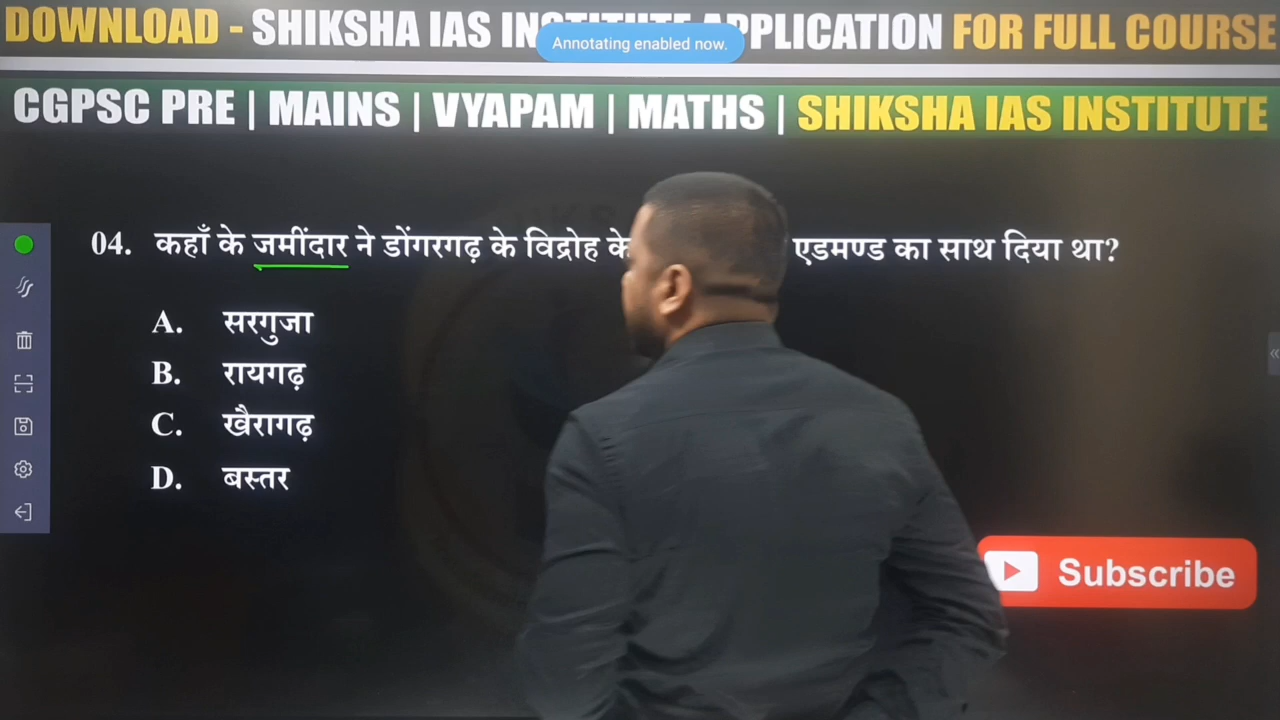 DOWNLOAD - SHIKSHA IAS IN PPLICATION FOR FULL COURSE
Annotating enabled now.
CGPSC PRE | MAINS | VYAPAM | MATHS | SHIKSHA IAS INSTITUTE
04. कहाँ के जमींदार ने डोंगरगढ़ के विद्रोह के एडमण्ड का साथ दिया था?
A. सरगुजा
B. रायगढ़
C. खैरागढ़
D. बस्तर
Subscribe